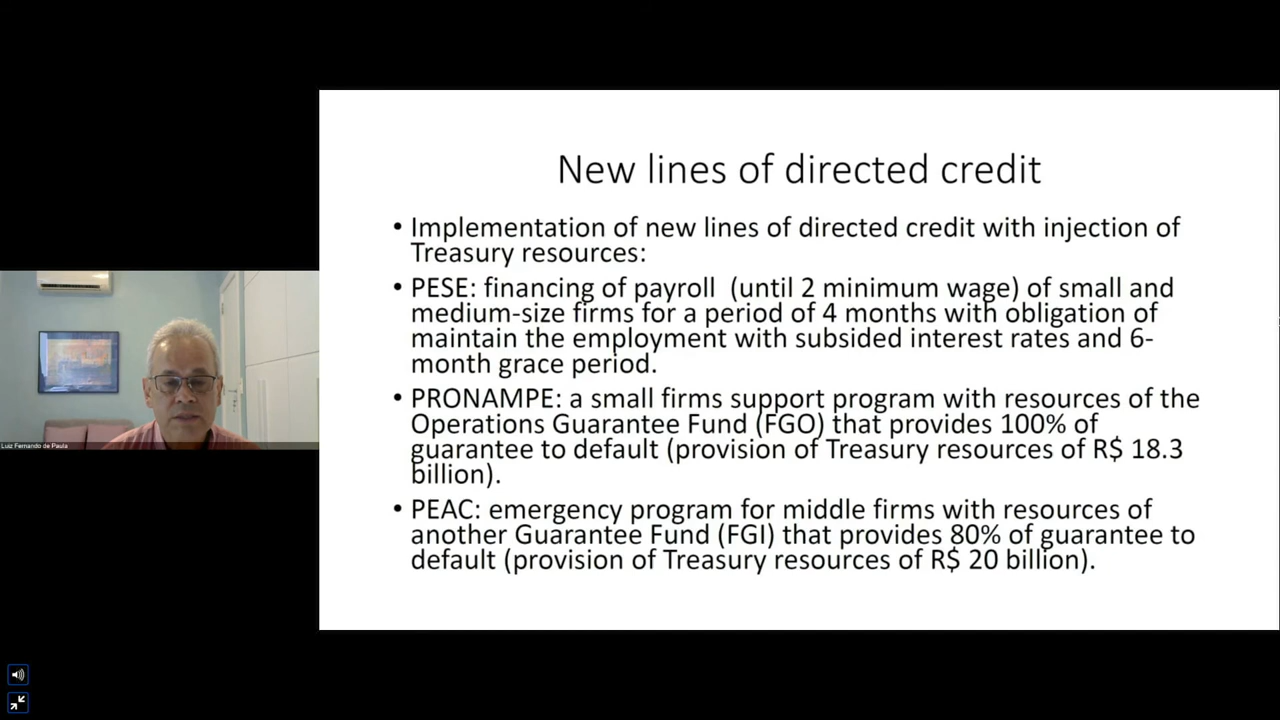 New lines of directed credit
• Implementation of new lines of directed credit with injection of
Treasury resources:
• PESE: financing of payroll (until 2 minimum wage) of small and
medium-size firms for a period of 4 months with obligation of
maintain the employment with subsided interest rates and 6-
month grace period.
• PRONAMPE: a small firms support program with resources of the
Operations Guarantee Fund (FGO) that provides 100% of
guarantee to default (provision of Treasury resources of R$ 18.3
billion).
• PEAC: emergency program for middle firms with resources of
another Guarantee Fund (FGI) that provides 80% of guarantee to
default (provision of Treasury resources of R$ 20 billion).
Luiz Fernando de Paula